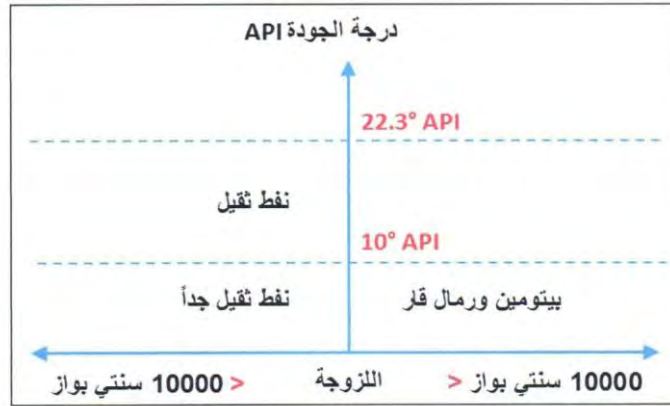 درجة الجودة API
22.3° API
نفط ثقيل
10° API
بيتومين ورمال قار
نفط ثقيل جداً
10000 سنتي بواز <
اللزوجة
> 10000 سنتي بواز